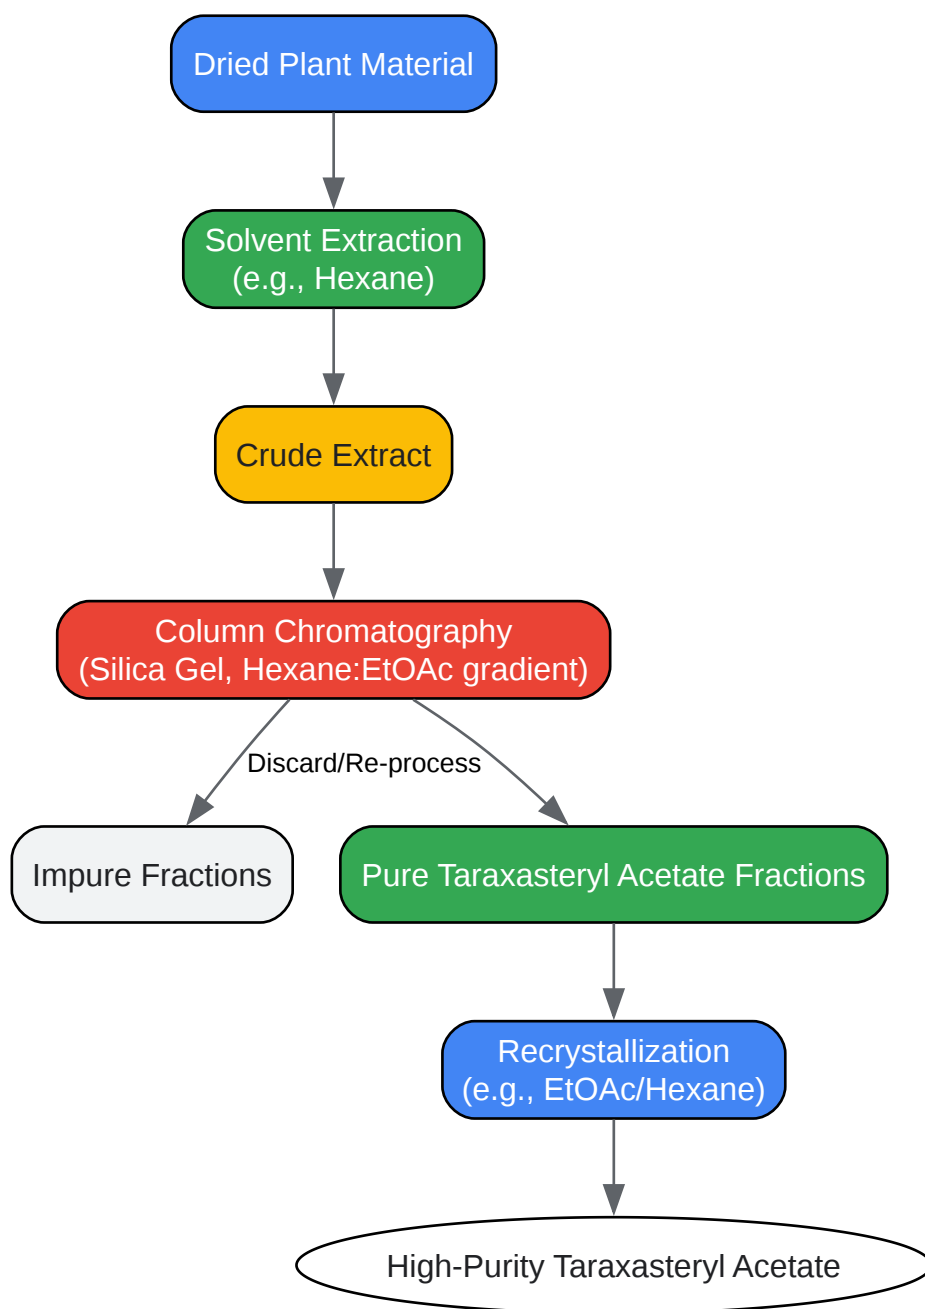 Dried Plant Material
Solvent Extraction
(e.g., Hexane)
Crude Extract
Column Chromatography
(Silica Gel, Hexane:EtOAc gradient)
Discard/Re-process
Impure Fractions
Pure Taraxasteryl Acetate Fractions
Recrystallization
(e.g., EtOAc/Hexane)
High-Purity Taraxasteryl Acetate